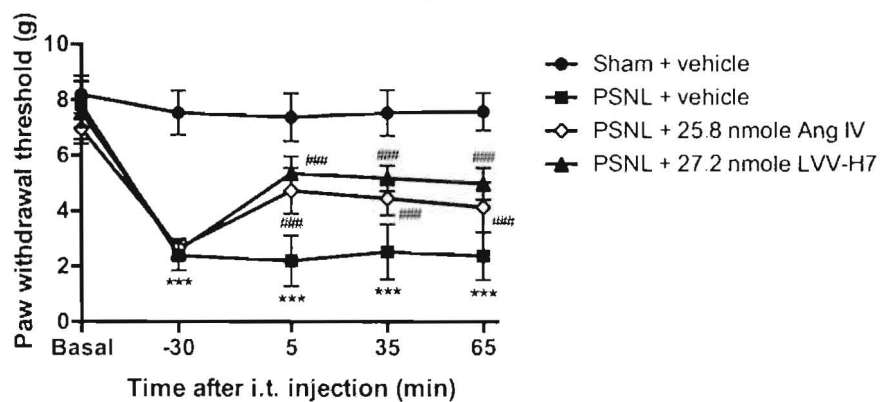 Paw withdrawal threshold (g)
10
8
6
4
2
0
### ### ###
### ### ###
*** *** *** ***
Basal -30 5 35 65
Time after i.t. injection (min)
Sham + vehicle
PSNL + vehicle
PSNL + 25.8 nmole Ang IV
PSNL + 27.2 nmole LVV-H7